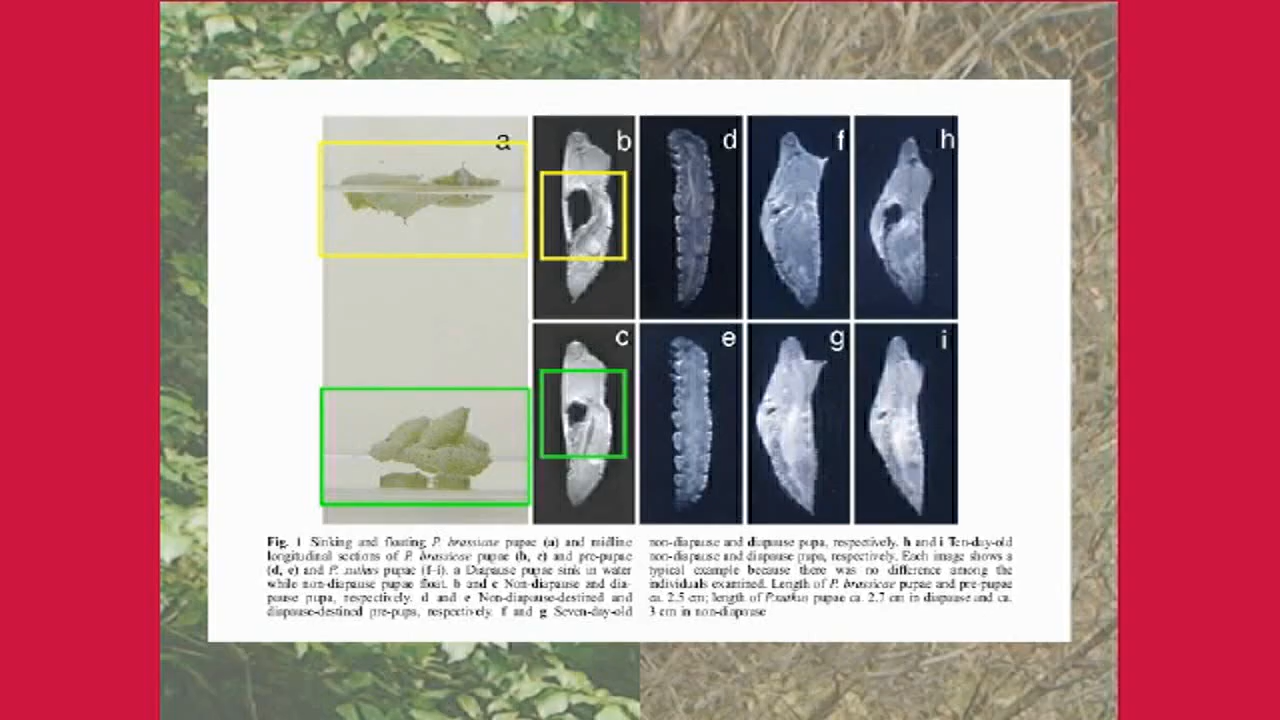 a
b
d
f
h
c
e
g
i
Fig. 1 Sinking and floating P. brassicae pupae (a) and midline
longitudinal sections of P. brassicae pupae (b, c) and pre-pupae
(d, e) and P. xuthus pupae (f–i). a Diapause pupae sink in water
while non-diapause pupae float. b and c Non-diapause and dia-
pause pupa, respectively. d and e Non-diapause-destined and
diapause-destined pre-pupa, respectively. f and g Seven-day-old
non-diapause and diapause pupa, respectively. h and i Ten-day-old
non-diapause and diapause pupa, respectively. Each image shows a
typical example because there was no difference among the
individuals examined. Length of P. brassicae pupae and pre-pupae
ca. 2.5 cm; length of P.xuthus pupae ca. 2.7 cm in diapause and ca.
3 cm in non-diapause